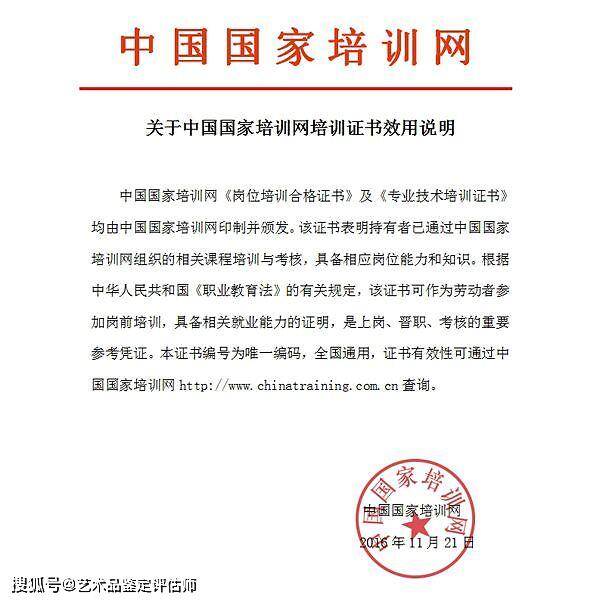 中国国家培训网
关于中国国家培训网培训证书效用说明
中国国家培训网《岗位培训合格证书》及《专业技术培训证书》
均由中国国家培训网印制并颁发。该证书表明持有者已通过中国国家
培训网组织的相关课程培训与考核，具备相应岗位能力和知识。根据
中华人民共和国《职业教育法》的有关规定，该证书可作为劳动者参
加岗前培训，具备相关就业能力的证明，是上岗、晋职、考核的重要
参考凭证。本证书编号为唯一编码，全国通用，证书有效性可通过中
国国家培训网 http://www.chinatraining.com.cn 查询。
中国国家培训网
中国国家培训网
2016 年 11 月 21 日
搜狐号@艺术品鉴定评估师